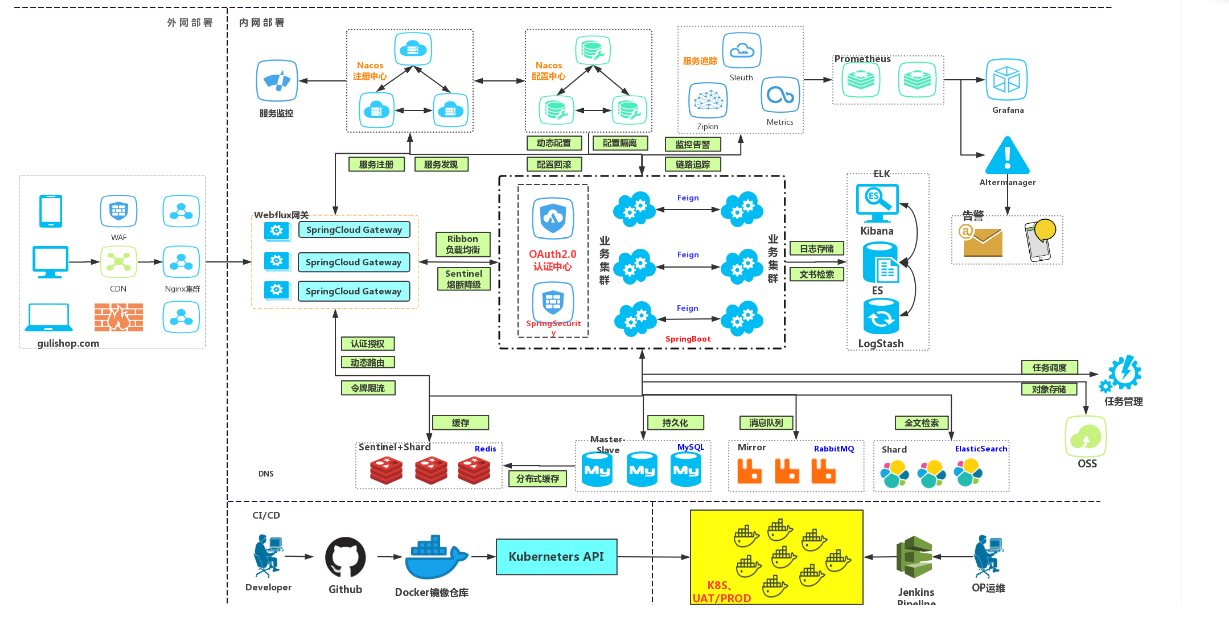 外网部署
内网部署
Nacos
注册中心
服务监控
Nacos
配置中心
服务追踪
Sleuth
Zipkin
Metrics
Prometheus
Grafana
Altermanager
告警
服务注册
服务发现
动态配置
配置隔离
配置回滚
监控告警
链路追踪
WAF
CDN
Nginx集群
gulishop.com
Webflux网关
SpringCloud Gateway
SpringCloud Gateway
SpringCloud Gateway
Ribbon
负载均衡
Sentinel
熔断降级
OAuth2.0
认证中心
SpringSecurit
y
业务集群
Feign
Feign
Feign
业务集群
SpringBoot
日志存储
文书检索
ELK
ES
Kibana
ES
LogStash
认证授权
动态路由
令牌限流
任务调度
对象存储
任务管理
OSS
缓存
持久化
消息队列
全文检索
Sentinel+Shard
Redis
分布式缓存
Master-
Slave
MySQL
My
My
My
Mirror
RabbitMQ
Shard
ElasticSearch
DNS
CI/CD
Developer
Github
Docker镜像仓库
Kuberneters API
K8S、
UAT/PROD
Jenkins
Pipeline
OP运维